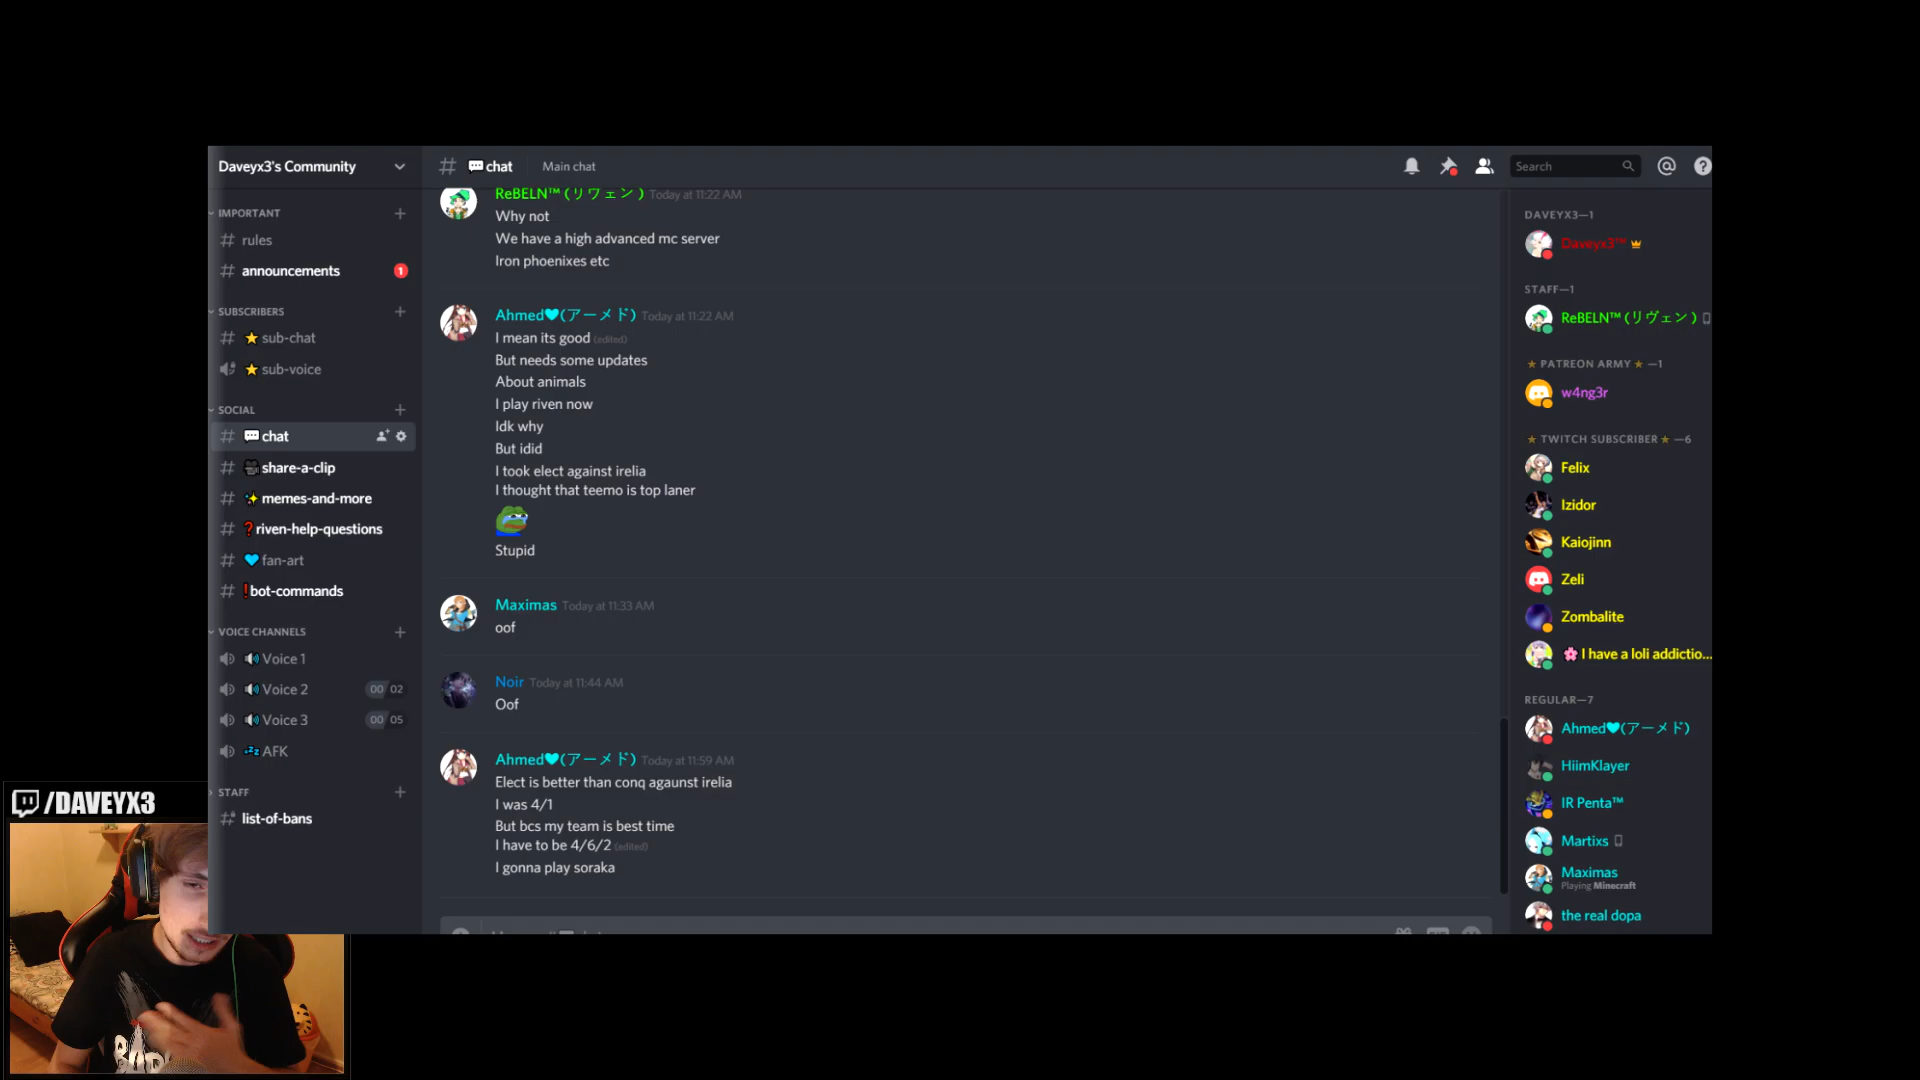 Daveyx3's Community
IMPORTANT
rules
announcements
1
SUBSCRIBERS
sub-chat
sub-voice
SOCIAL
chat
share-a-clip
memes-and-more
riven-help-questions
fan-art
bot-commands
VOICE CHANNELS
Voice 1
Voice 2
00 02
Voice 3
00 05
AFK
STAFF
list-of-bans
chat
Main chat
Search
ReBELN™ (リヴェン) Today at 11:22 AM
Why not
We have a high advanced mc server
Iron phoenixes etc
Ahmed♥(アーメド) Today at 11:22 AM
I mean its good (edited)
But needs some updates
About animals
I play riven now
Idk why
But idid
I took elect against irelia
I thought that teemo is top laner
Stupid
Maximas Today at 11:33 AM
oof
Noir Today at 11:44 AM
Oof
Ahmed♥(アーメド) Today at 11:59 AM
Elect is better than conq agaunst irelia
I was 4/1
But bcs my team is best time
I have to be 4/6/2 (edited)
I gonna play soraka
DAVEYX3—1
Daveyx3™
STAFF—1
ReBELN™ (リヴェン)
★ PATREON ARMY ★ —1
w4ng3r
★ TWITCH SUBSCRIBER ★ —6
Felix
Izidor
Kaiojinn
Zeli
Zombalite
I have a loli addictio...
REGULAR—7
Ahmed♥(アーメド)
HiimKlayer
IR Penta™
Martixs
Maximas
Playing Minecraft
the real dopa
/DAVEYX3